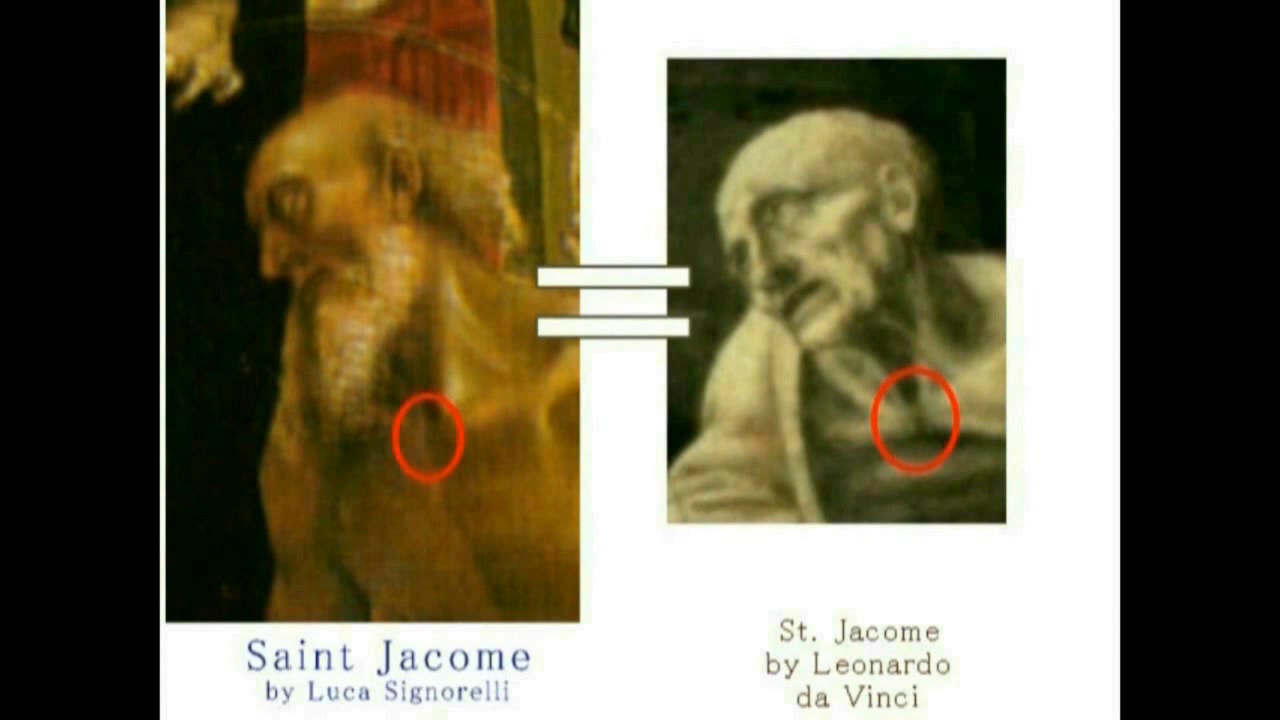 Saint Jacome
by Luca Signorelli
St. Jacome
by Leonardo
da Vinci